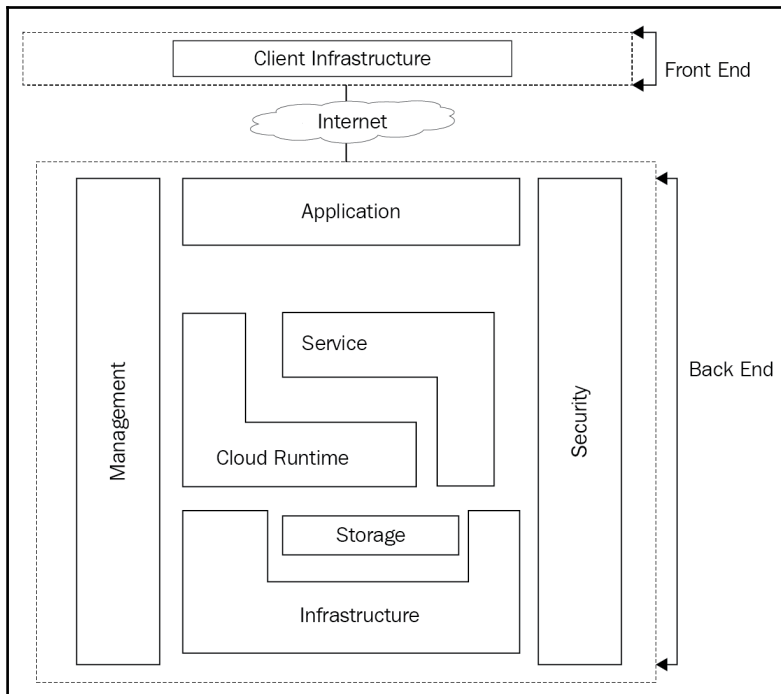 Client Infrastructure
Front End
Internet
Application
Management
Service
Cloud Runtime
Security
Back End
Storage
Infrastructure